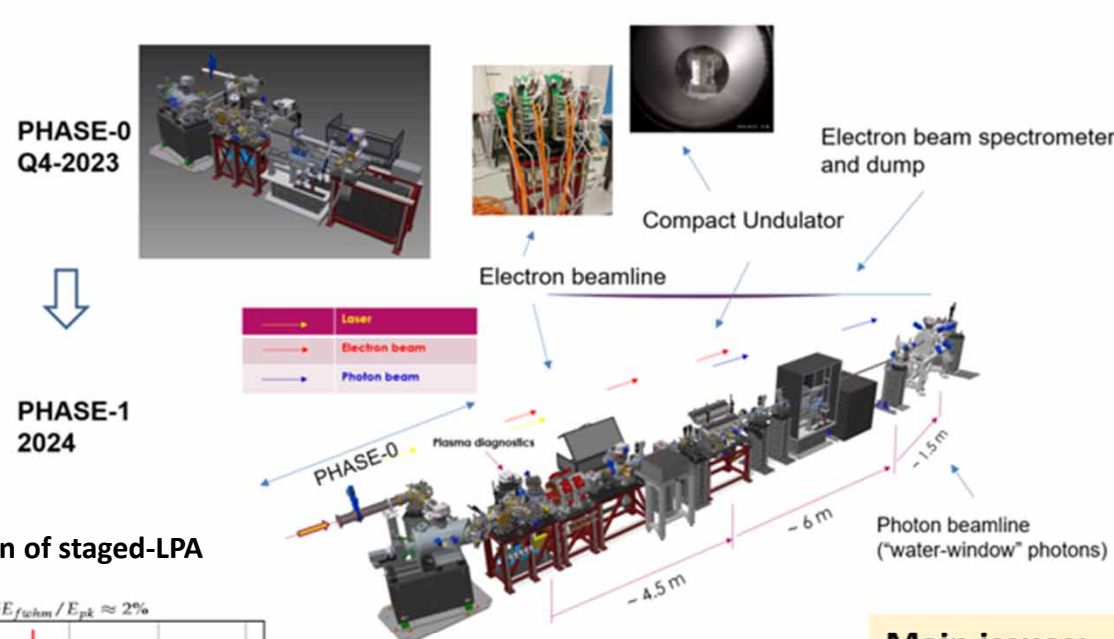 PHASE-0
Q4-2023
Electron beam spectrometer
and dump
Compact Undulator
Electron beamline
Laser
Electron beam
Photon beam
PHASE-1
2024
PHASE-0
Plasma diagnostics
~ 1.5 m
~ 6 m
~ 4.5 m
Photon beamline
("water-window" photons)
n of staged-LPA
E_{fwhm}/E_{pk} ≈ 2%
Main issues: